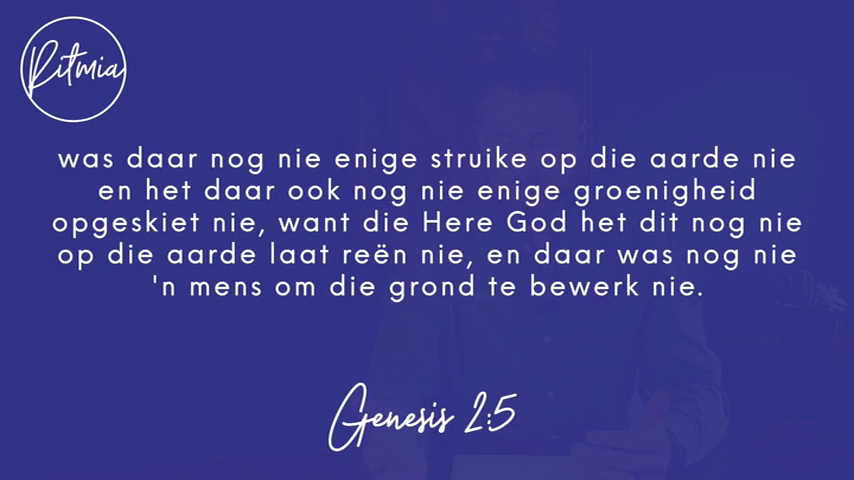 Ritmia
was daar nog nie enige struike op die aarde nie
en het daar ook nog nie enige groenigheid
opgeskiet nie, want die Here God het dit nog nie
op die aarde laat reën nie, en daar was nog nie
'n mens om die grond te bewerk nie.
Genesis 2:5